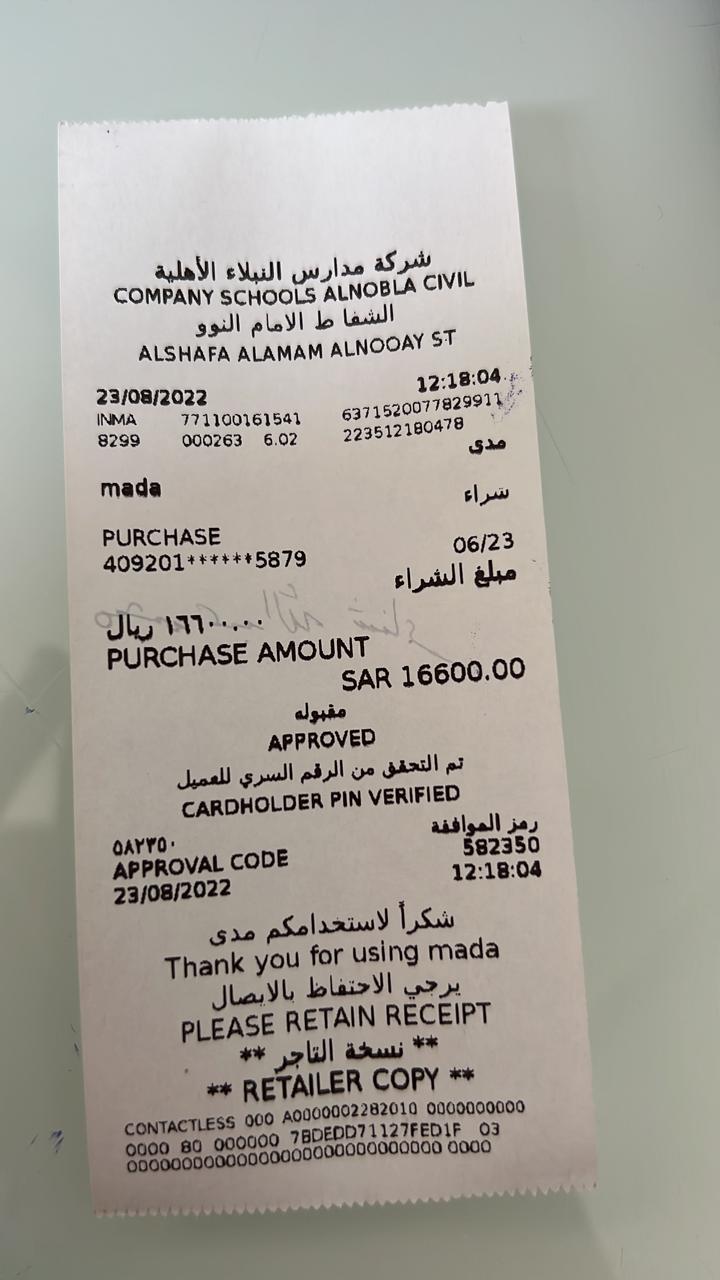 شركة مدارس النبلاء الأهلية
COMPANY SCHOOLS ALNOBLA CIVIL
الشفا ط الامام النوو
ALSHAFA ALAMAM ALNOOAY ST
23/08/2022 12:18:04
INMA 771100161541 6371520077829911
8299 000263 6.02 223512180478
مدى
mada
شراء
PURCHASE 06/23
409201******5879
مبلغ الشراء
١٦٦٠٠.٠٠ ريال
PURCHASE AMOUNT
SAR 16600.00
مقبوله
APPROVED
تم التحقق من الرقم السري للعميل
CARDHOLDER PIN VERIFIED
رمز الموافقة
٥٨٢٣٥٠ 582350
APPROVAL CODE
23/08/2022 12:18:04
شكراً لاستخدامكم مدى
Thank you for using mada
يرجي الاحتفاظ بالايصال
PLEASE RETAIN RECEIPT
** نسخة التاجر **
** RETAILER COPY **
CONTACTLESS 000 A0000002282010 0000000000
0000 80 000000 7BDEDD71127FED1F 03